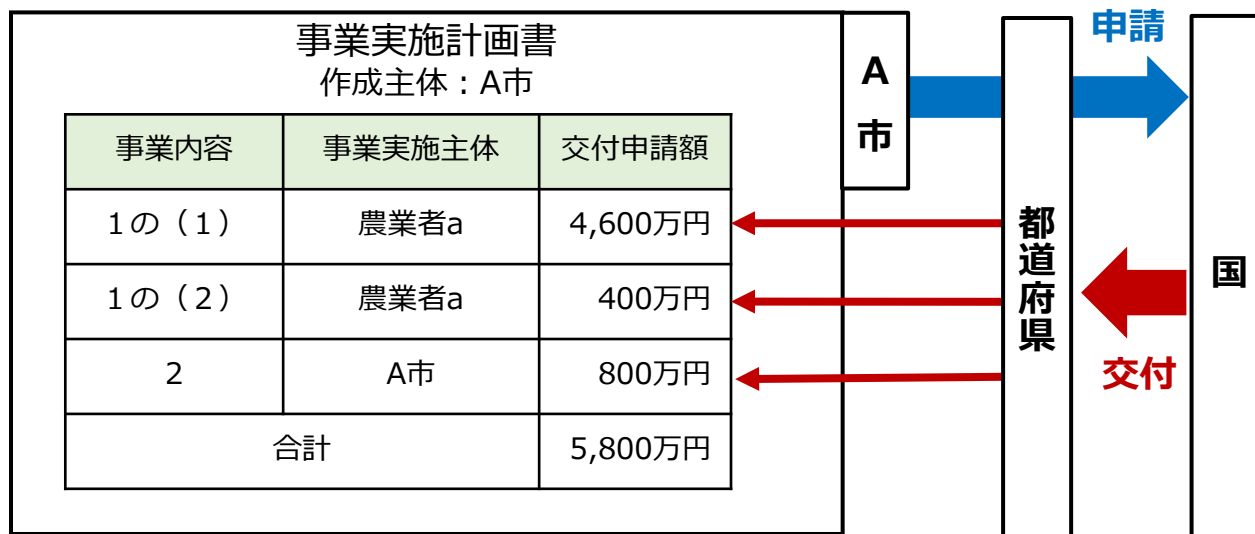 事業実施計画書
作成主体：A市
事業内容 事業実施主体 交付申請額
1の（1） 農業者a 4,600万円
1の（2） 農業者a 400万円
2 A市 800万円
合計 5,800万円
A市
申請
都道府県
交付
国